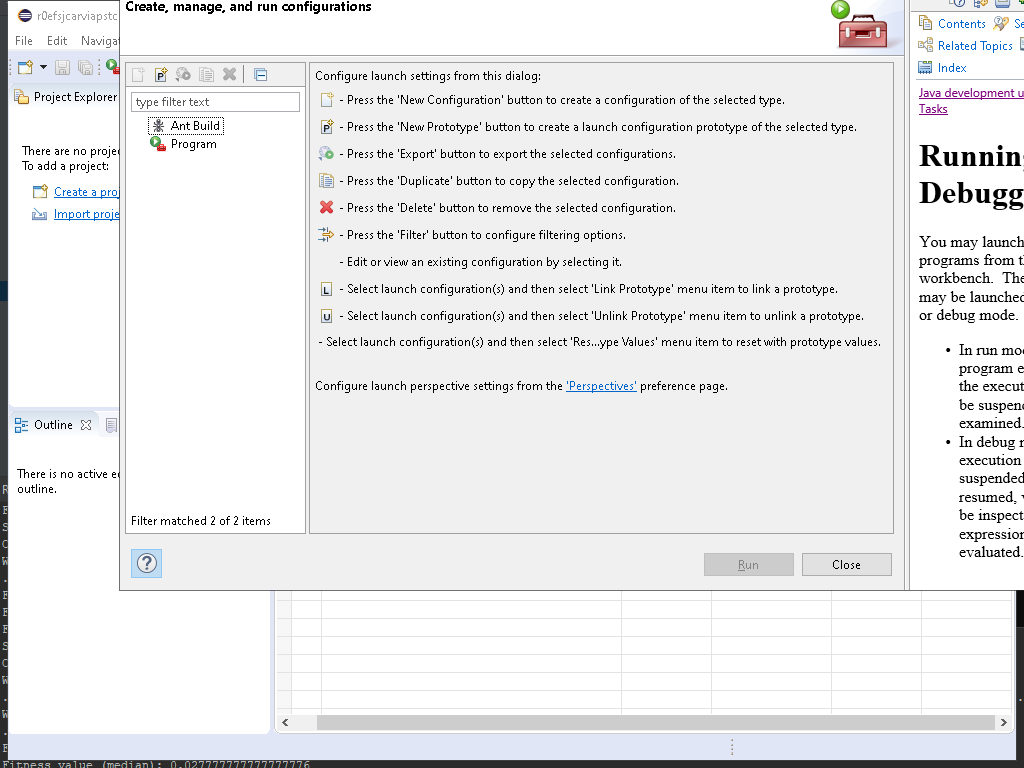 r0efsjcarviapstc
File Edit Naviga
Project Explorer
There are no proje
To add a project:
Create a proj
Import proje
Outline
There is no active e
outline.
Create, manage, and run configurations
type filter text
Ant Build
Program
Filter matched 2 of 2 items
Configure launch settings from this dialog:
- Press the 'New Configuration' button to create a configuration of the selected type.
- Press the 'New Prototype' button to create a launch configuration prototype of the selected type.
- Press the 'Export' button to export the selected configurations.
- Press the 'Duplicate' button to copy the selected configuration.
- Press the 'Delete' button to remove the selected configuration.
- Press the 'Filter' button to configure filtering options.
- Edit or view an existing configuration by selecting it.
- Select launch configuration(s) and then select 'Link Prototype' menu item to link a prototype.
- Select launch configuration(s) and then select 'Unlink Prototype' menu item to unlink a prototype.
- Select launch configuration(s) and then select 'Res...ype Values' menu item to reset with prototype values.
Configure launch perspective settings from the 'Perspectives' preference page.
Run Close
Contents Se
Related Topics
Index
Java development u
Tasks
Running
Debugg
You may launch
programs from th
workbench. The
may be launched
or debug mode.
• In run mod
program e
the execut
be suspend
examined.
• In debug m
execution
suspended
resumed, v
be inspect
expression
evaluated.
Fitness value (median): 0.027777777777777776